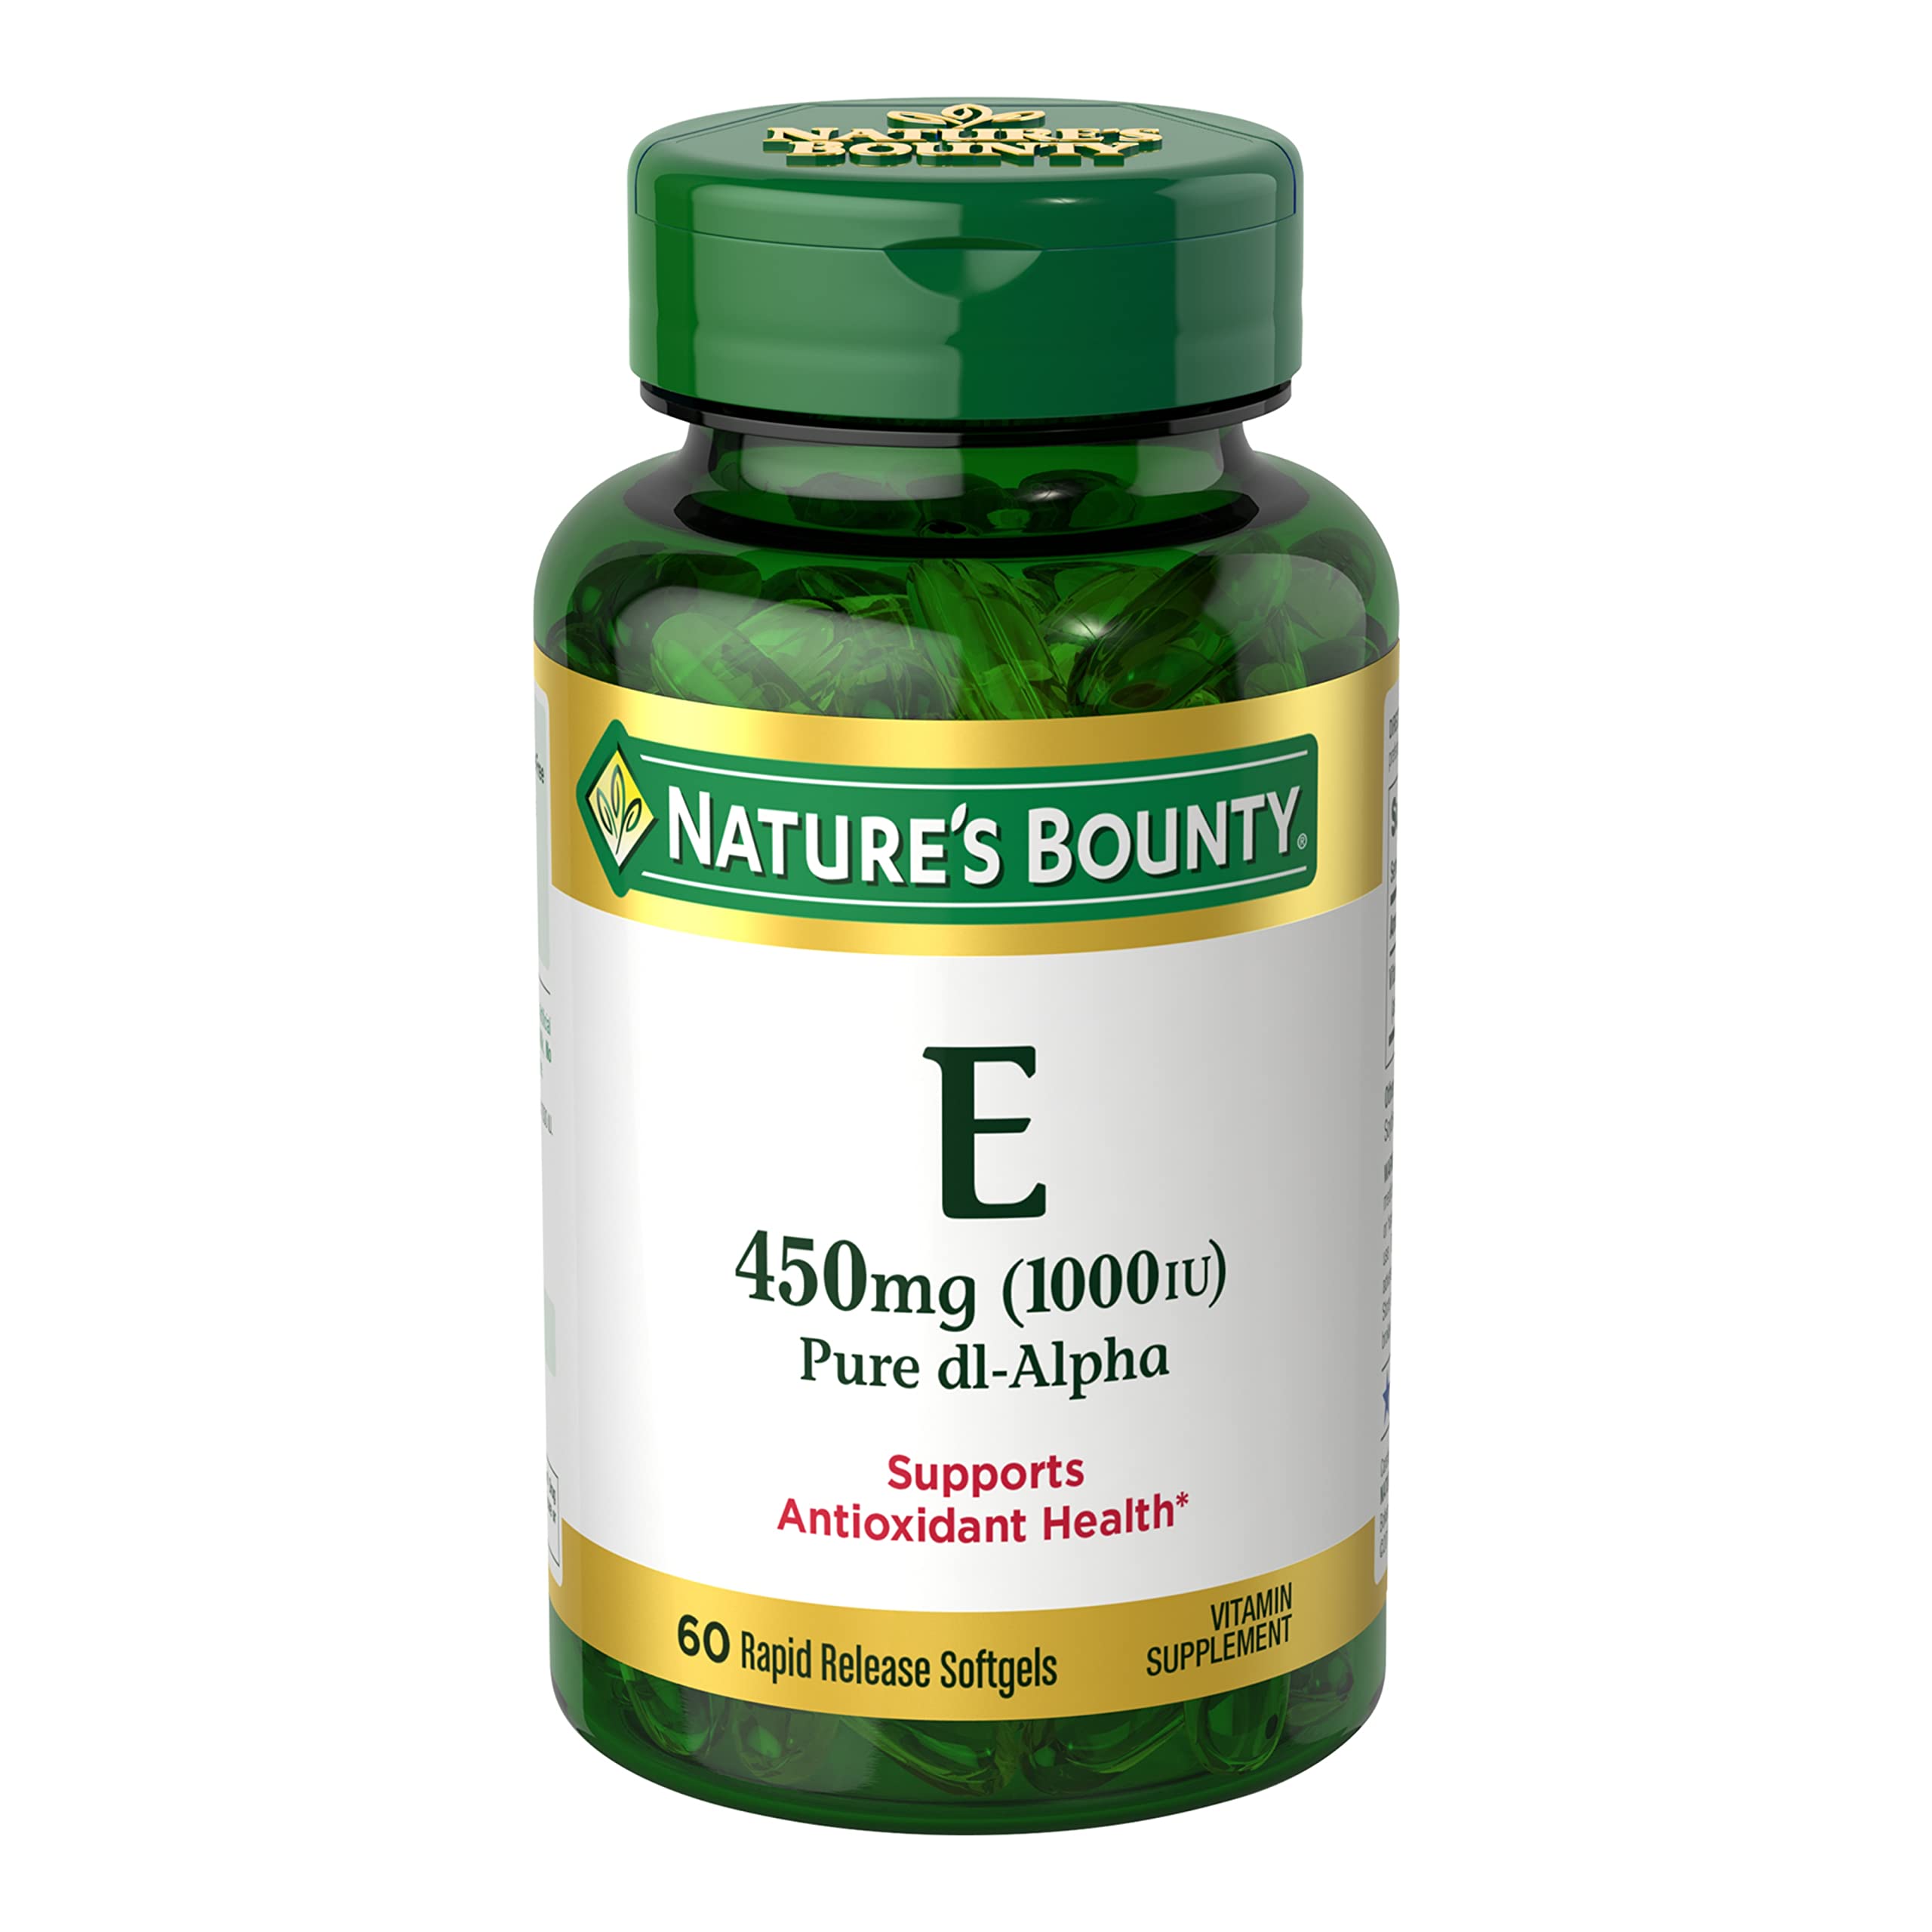 NATURE'S
BOUNTY
NATURE'S BOUNTY®
E
450mg (1000IU)
Pure dl-Alpha
Supports
Antioxidant Health*
60 Rapid Release Softgels
VITAMIN
SUPPLEMENT